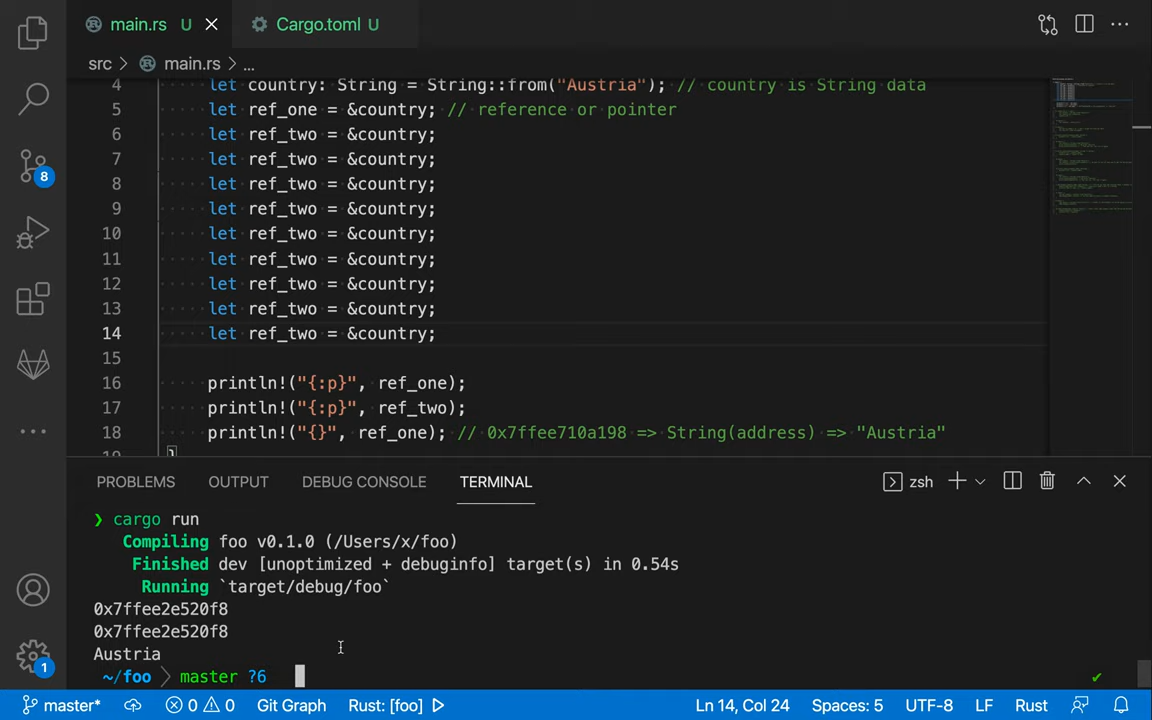 main.rs U Cargo.toml U
src > main.rs > ...
4 let country: String = String::from("Austria"); // country is String data
5 let ref_one = &country; // reference or pointer
6 let ref_two = &country;
7 let ref_two = &country;
8 let ref_two = &country;
9 let ref_two = &country;
10 let ref_two = &country;
11 let ref_two = &country;
12 let ref_two = &country;
13 let ref_two = &country;
14 let ref_two = &country;
15
16 println!("{:p}", ref_one);
17 println!("{:p}", ref_two);
18 println!("{}", ref_one); // 0x7ffee710a198 => String(address) => "Austria"
8
PROBLEMS OUTPUT DEBUG CONSOLE TERMINAL zsh
❯ cargo run
Compiling foo v0.1.0 (/Users/x/foo)
Finished dev [unoptimized + debuginfo] target(s) in 0.54s
Running `target/debug/foo`
0x7ffee2e520f8
0x7ffee2e520f8
Austria
~/foo > master ?6 ✔
1
master* 0 0 Git Graph Rust: [foo] Ln 14, Col 24 Spaces: 5 UTF-8 LF Rust